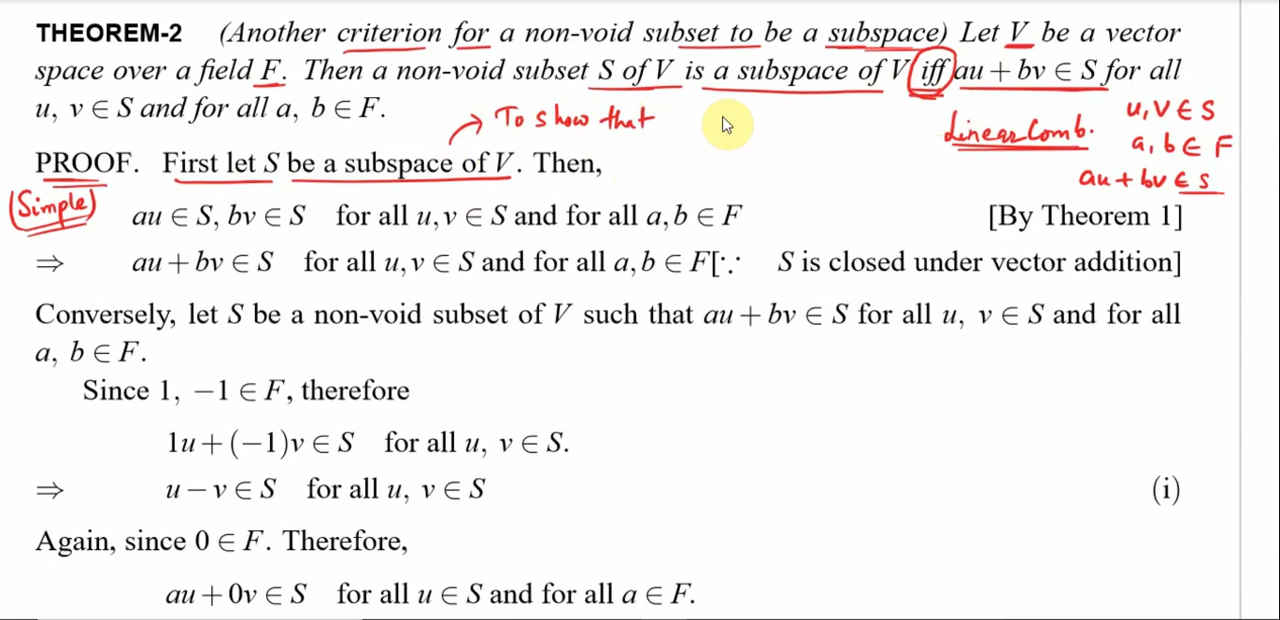 THEOREM-2 (Another criterion for a non-void subset to be a subspace) Let V be a vector
space over a field F. Then a non-void subset S of V is a subspace of V iff au + bv ∈ S for all
u, v ∈ S and for all a, b ∈ F.
→ To show that
Linear Comb.
u, v ∈ S
a, b ∈ F
au + bv ∈ S
PROOF. First let S be a subspace of V. Then,
(Simple)
au ∈ S, bv ∈ S for all u, v ∈ S and for all a, b ∈ F [By Theorem 1]
⇒ au + bv ∈ S for all u, v ∈ S and for all a, b ∈ F[∵ S is closed under vector addition]
Conversely, let S be a non-void subset of V such that au + bv ∈ S for all u, v ∈ S and for all
a, b ∈ F.
Since 1, −1 ∈ F, therefore
1u + (−1)v ∈ S for all u, v ∈ S.
⇒ u − v ∈ S for all u, v ∈ S (i)
Again, since 0 ∈ F. Therefore,
au + 0v ∈ S for all u ∈ S and for all a ∈ F.